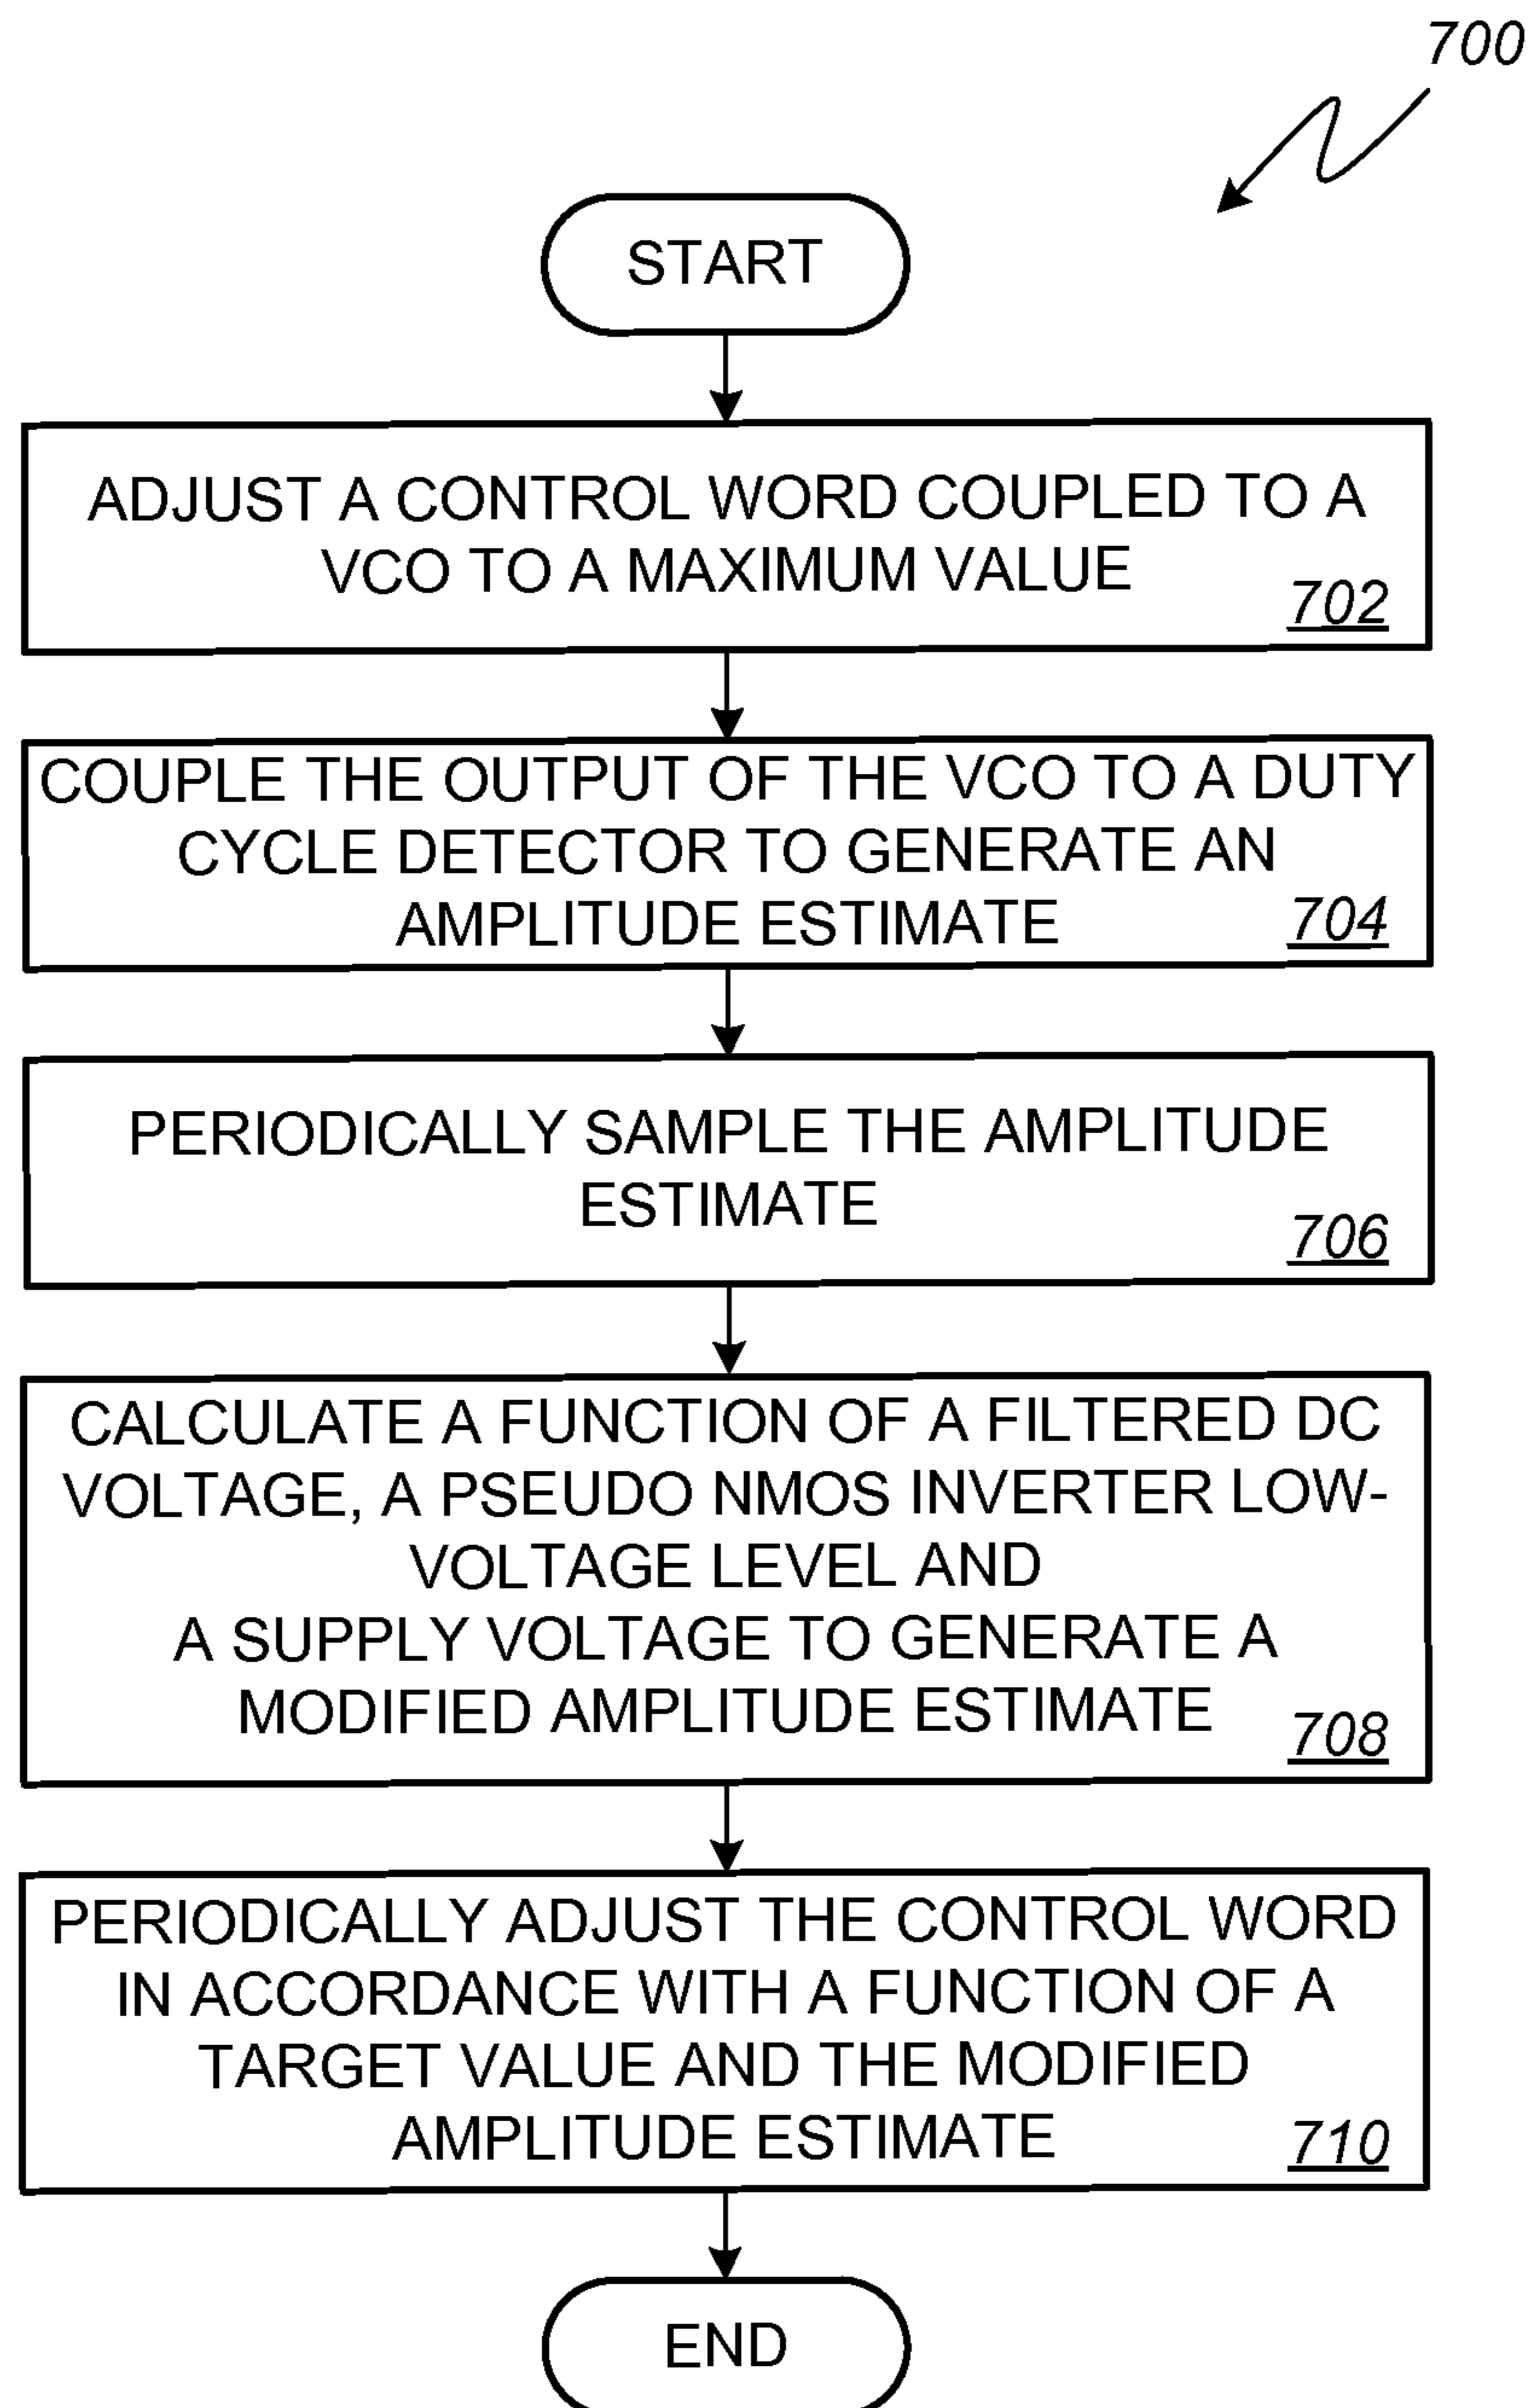 700
START
ADJUST A CONTROL WORD COUPLED TO A
VCO TO A MAXIMUM VALUE
702
COUPLE THE OUTPUT OF THE VCO TO A DUTY
CYCLE DETECTOR TO GENERATE AN
AMPLITUDE ESTIMATE
704
PERIODICALLY SAMPLE THE AMPLITUDE
ESTIMATE
706
CALCULATE A FUNCTION OF A FILTERED DC
VOLTAGE, A PSEUDO NMOS INVERTER LOW-
VOLTAGE LEVEL AND
A SUPPLY VOLTAGE TO GENERATE A
MODIFIED AMPLITUDE ESTIMATE
708
PERIODICALLY ADJUST THE CONTROL WORD
IN ACCORDANCE WITH A FUNCTION OF A
TARGET VALUE AND THE MODIFIED
AMPLITUDE ESTIMATE
710
END